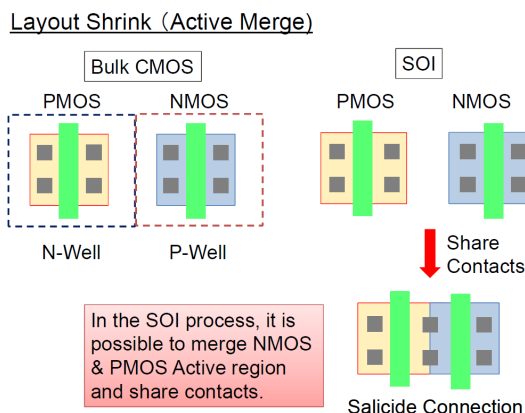 Layout Shrink (Active Merge)
Bulk CMOS
SOI
PMOS
NMOS
PMOS
NMOS
N-Well
P-Well
Share
Contacts
In the SOI process, it is
possible to merge NMOS
& PMOS Active region
and share contacts.
Salicide Connection